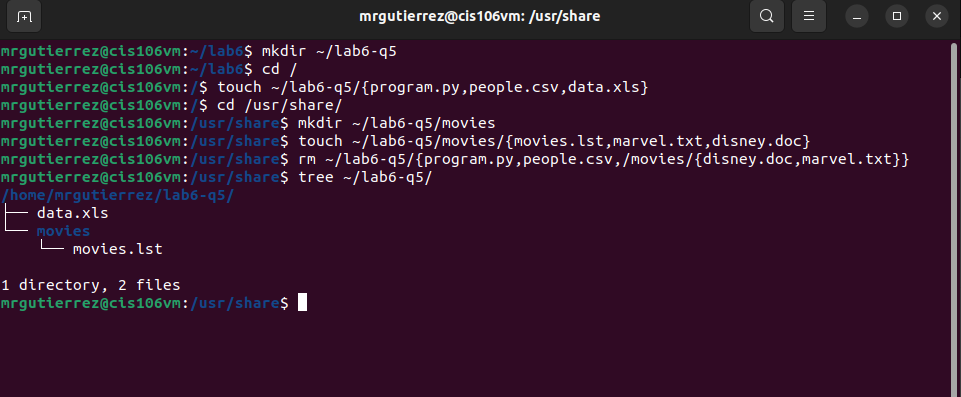 mrgutierrez@cis106vm: /usr/share
mrgutierrez@cis106vm:~/lab6$ mkdir ~/lab6-q5
mrgutierrez@cis106vm:~/lab6$ cd /
mrgutierrez@cis106vm:/$ touch ~/lab6-q5/{program.py,people.csv,data.xls}
mrgutierrez@cis106vm:/$ cd /usr/share/
mrgutierrez@cis106vm:/usr/share$ mkdir ~/lab6-q5/movies
mrgutierrez@cis106vm:/usr/share$ touch ~/lab6-q5/movies/{movies.lst,marvel.txt,disney.doc}
mrgutierrez@cis106vm:/usr/share$ rm ~/lab6-q5/{program.py,people.csv,/movies/{disney.doc,marvel.txt}}
mrgutierrez@cis106vm:/usr/share$ tree ~/lab6-q5/
/home/mrgutierrez/lab6-q5/
├── data.xls
└── movies
    └── movies.lst
1 directory, 2 files
mrgutierrez@cis106vm:/usr/share$